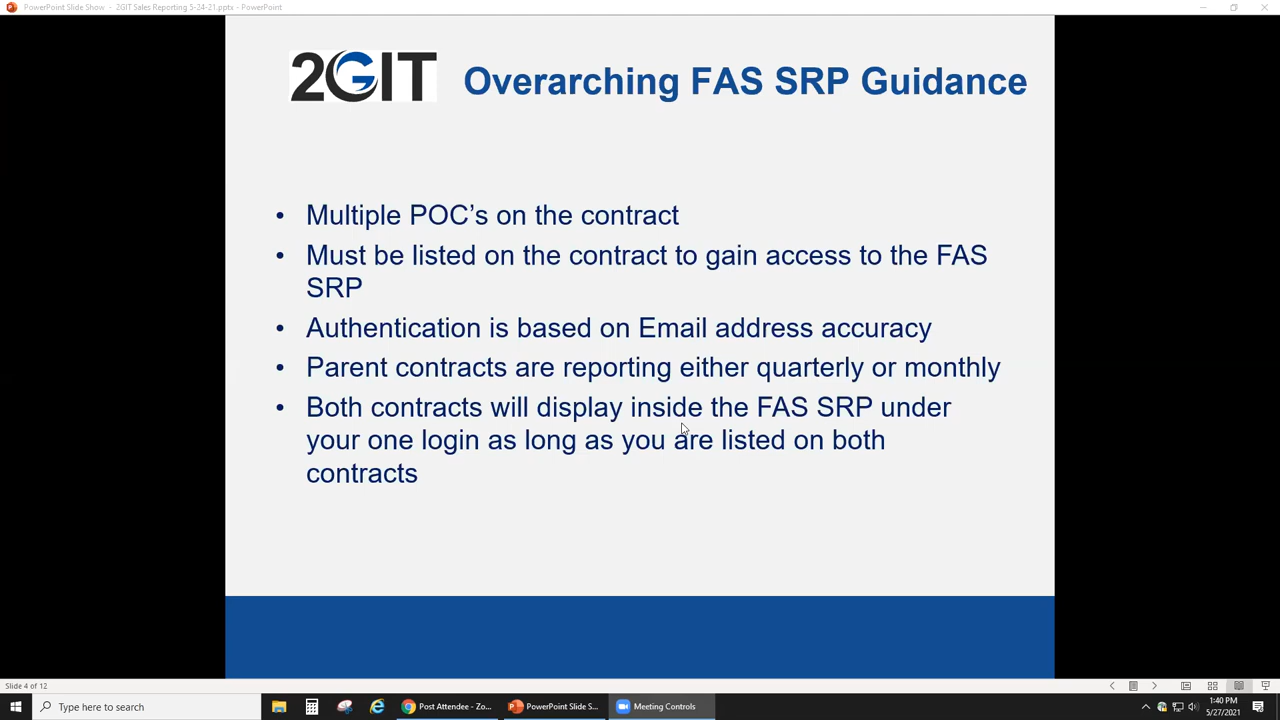 PowerPoint Slide Show - 2GIT Sales Reporting 5-24-21.pptx - PowerPoint
2GIT
Overarching FAS SRP Guidance
• Multiple POC’s on the contract
• Must be listed on the contract to gain access to the FAS
SRP
• Authentication is based on Email address accuracy
• Parent contracts are reporting either quarterly or monthly
• Both contracts will display inside the FAS SRP under
your one login as long as you are listed on both
contracts
Slide 4 of 12
Type here to search
Post Attendee - Zo...
PowerPoint Slide S...
Meeting Controls
1:40 PM
5/27/2021